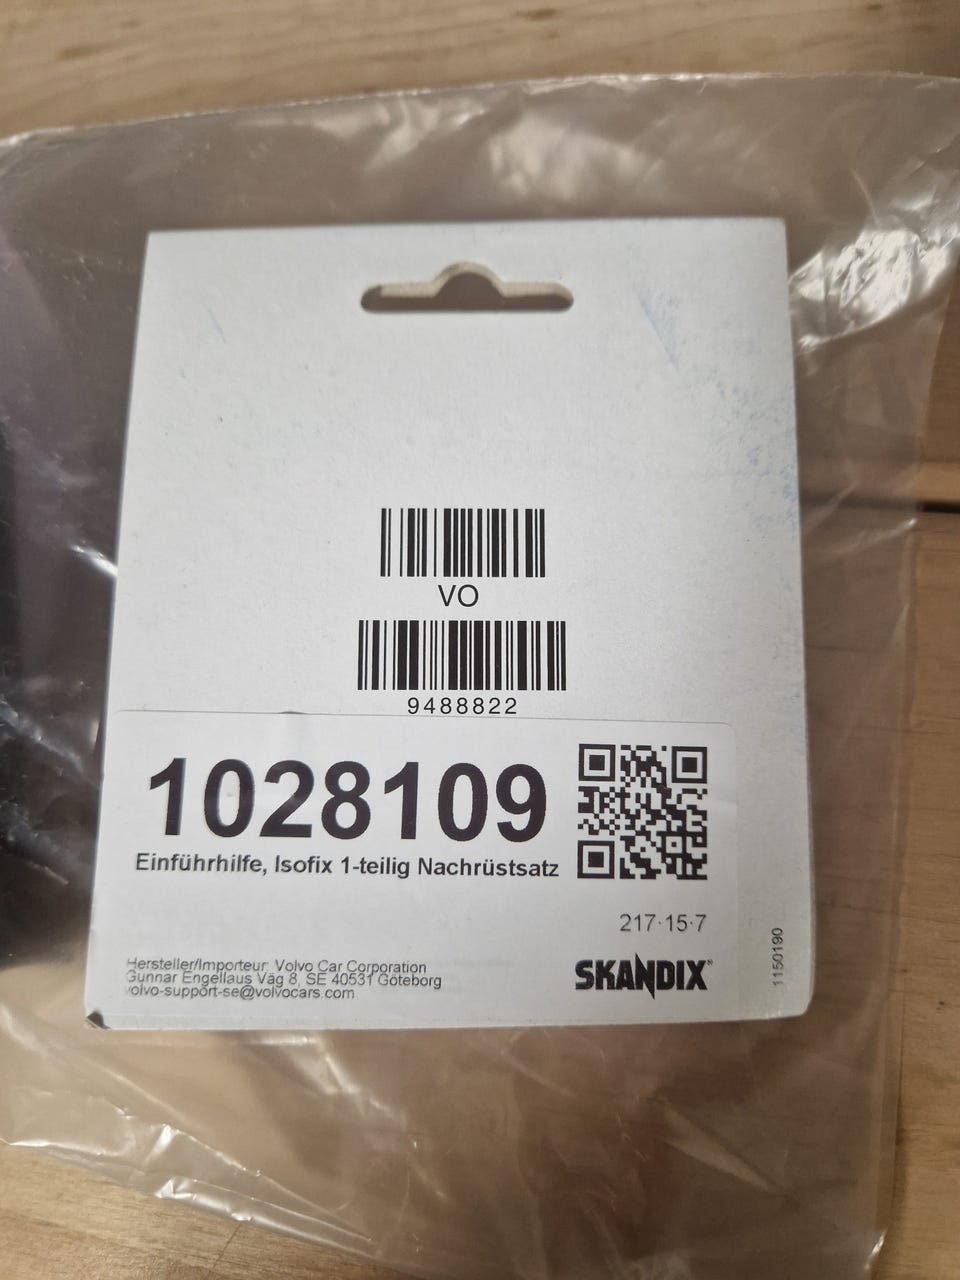 VO
9488822
1028109
Einführhilfe, Isofix 1-teilig Nachrüstsatz
217·15·7
Hersteller/Importeur: Volvo Car Corporation
Gunnar Engellaus Väg 8, SE 40531 Göteborg
volvo-support-se@volvocars.com
SKANDIX®
1150190